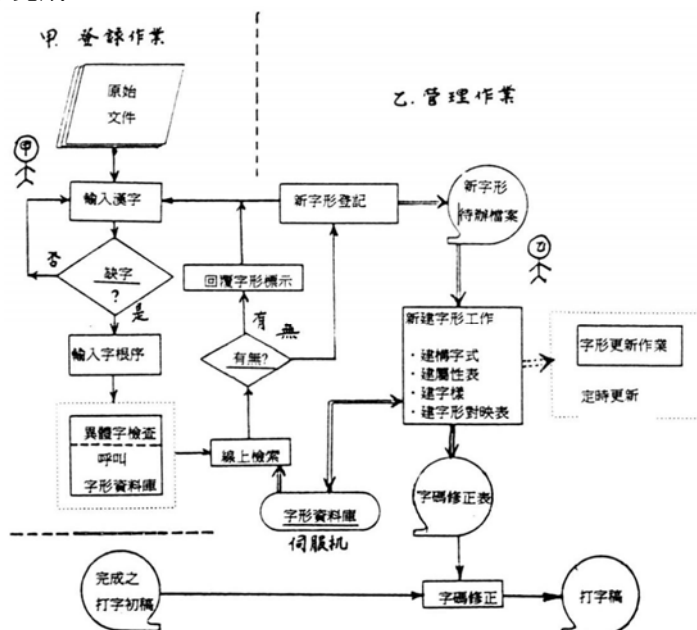 甲. 登錄作業
原始
文件
乙. 管理作業
甲
輸入漢字
新字形登記
新字形
待辦檔案
否
缺字
?
是
回覆字形標示
有
無
乙
輸入字根序
有無?
新建字形工作
・建構字式
・建屬性表
・建字樣
・建字形對映表
字形更新作業
定時更新
異體字檢查
呼叫
字形資料庫
線上檢索
字形資料庫
伺服机
字碼修正表
完成之
打字初稿
字碼修正
打字稿